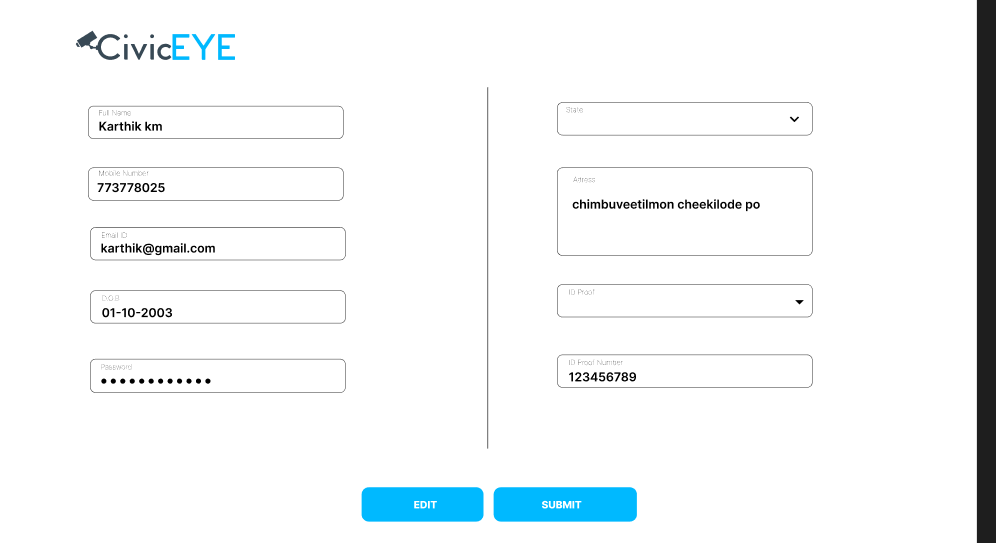 CivicEYE
Full Name
Karthik km
Mobile Number
773778025
Email ID
karthik@gmail.com
D.O.B
01-10-2003
Password
State
Adress
chimbuveetilmon cheekilode po
ID Proof
ID Proof Number
123456789
EDIT
SUBMIT